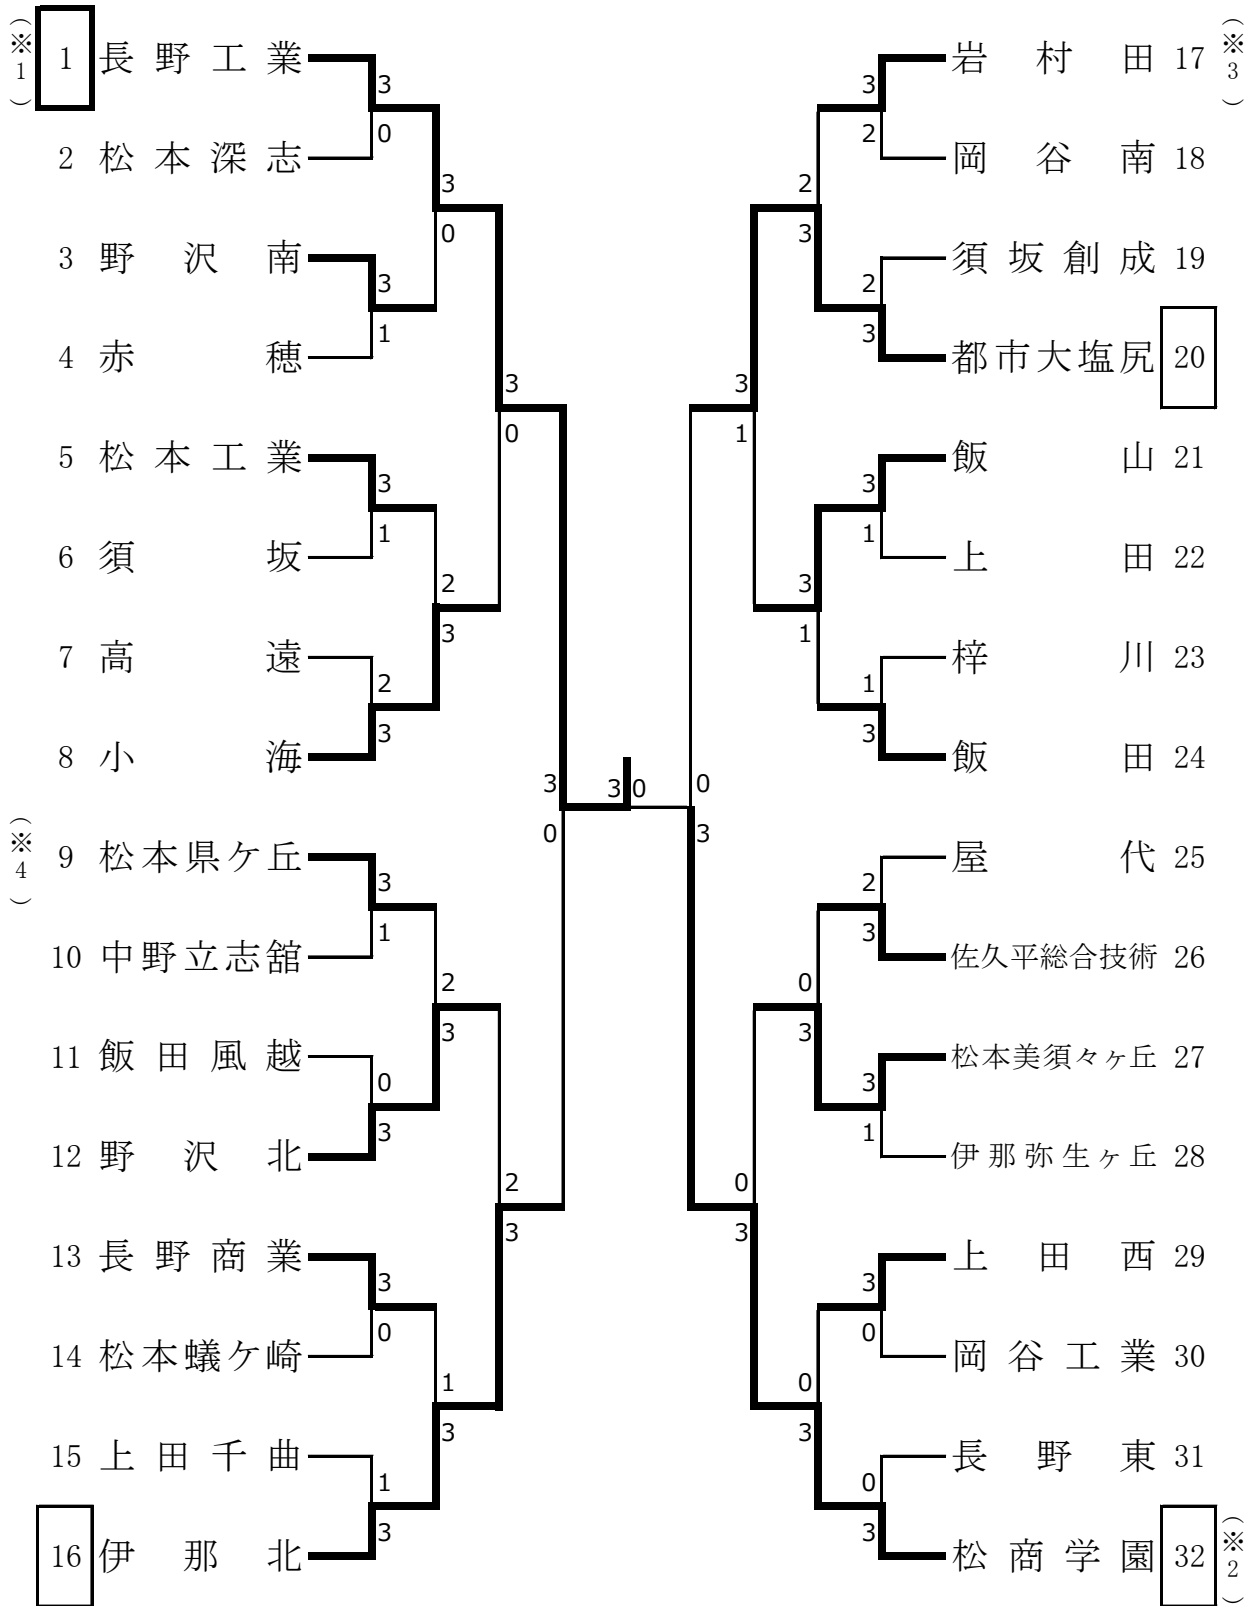 （※1） 1 長野工業
2 松本深志
3 野沢南
4 赤穂
5 松本工業
6 須坂
7 高遠
8 小海
（※4） 9 松本県ケ丘
10 中野立志舘
11 飯田風越
12 野沢北
13 長野商業
14 松本蟻ケ崎
15 上田千曲
16 伊那北
3
0
3
1
3
1
2
3
3
1
0
3
3
0
1
3
3
0
2
3
2
3
1
3
3
0
2
3
3
0
3 0
0
3
3
1
0
3
2
3
3
1
0
3
0
3
3
2
2
3
3
1
1
3
2
3
3
1
3
0
0
3
岩村田 17 （※3）
岡谷南 18
須坂創成 19
都市大塩尻 20
飯山 21
上田 22
梓川 23
飯田 24
屋代 25
佐久平総合技術 26
松本美須々ヶ丘 27
伊那弥生ヶ丘 28
上田西 29
岡谷工業 30
長野東 31
松商学園 32 （※2）